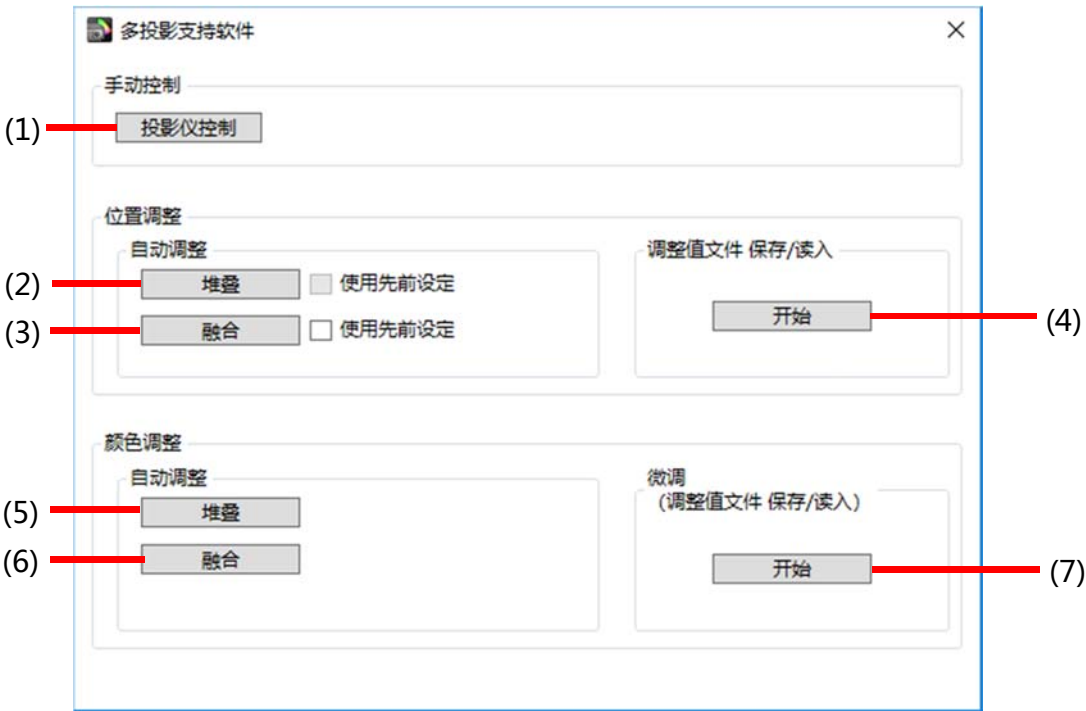 多投影支持软件
手动控制
(1)
投影仪控制
位置调整
自动调整
(2)
堆叠
使用先前设定
(3)
融合
使用先前设定
调整值文件 保存/读入
开始
(4)
颜色调整
自动调整
(5)
堆叠
(6)
融合
微调
(调整值文件 保存/读入)
开始
(7)